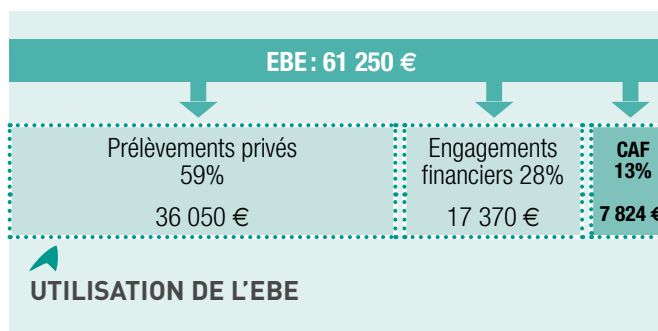 EBE : 61 250 €
Prélèvements privés
59%
36 050 €
Engagements
financiers 28%
17 370 €
CAF
13%
7 824 €
UTILISATION DE L'EBE